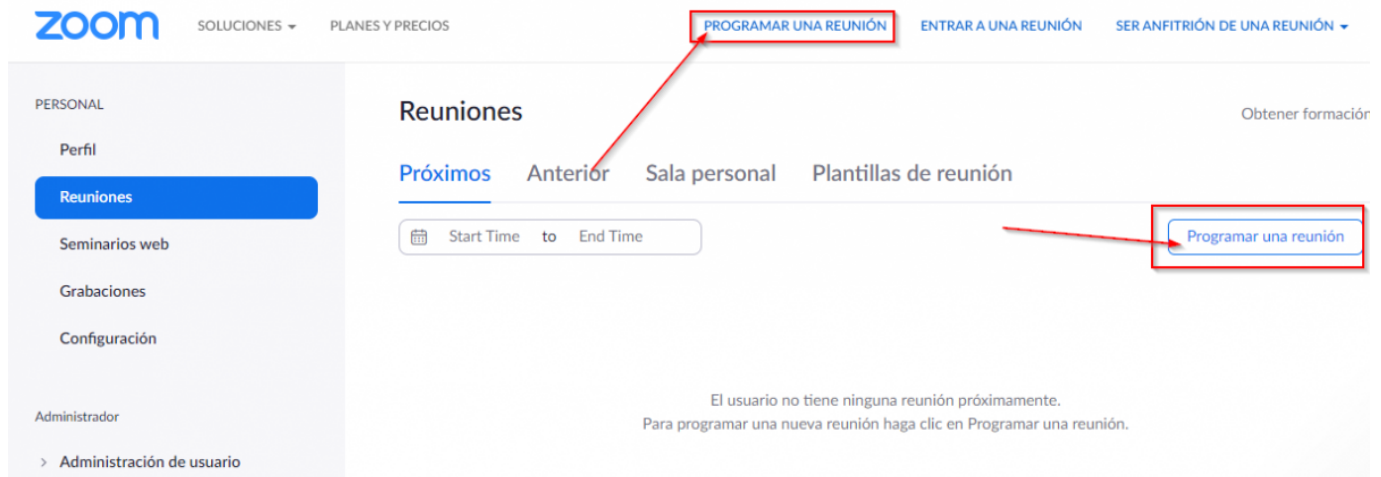 zoom SOLUCIONES PLANES Y PRECIOS PROGRAMAR UNA REUNIÓN ENTRAR A UNA REUNIÓN SER ANFITRIÓN DE UNA REUNIÓN
PERSONAL
Perfil
Reuniones
Seminarios web
Grabaciones
Configuración
Administrador
Administración de usuario
Reuniones
Obtener formación
Próximos Anterior Sala personal Plantillas de reunión
Start Time to End Time
Programar una reunión
El usuario no tiene ninguna reunión próximamente.
Para programar una nueva reunión haga clic en Programar una reunión.